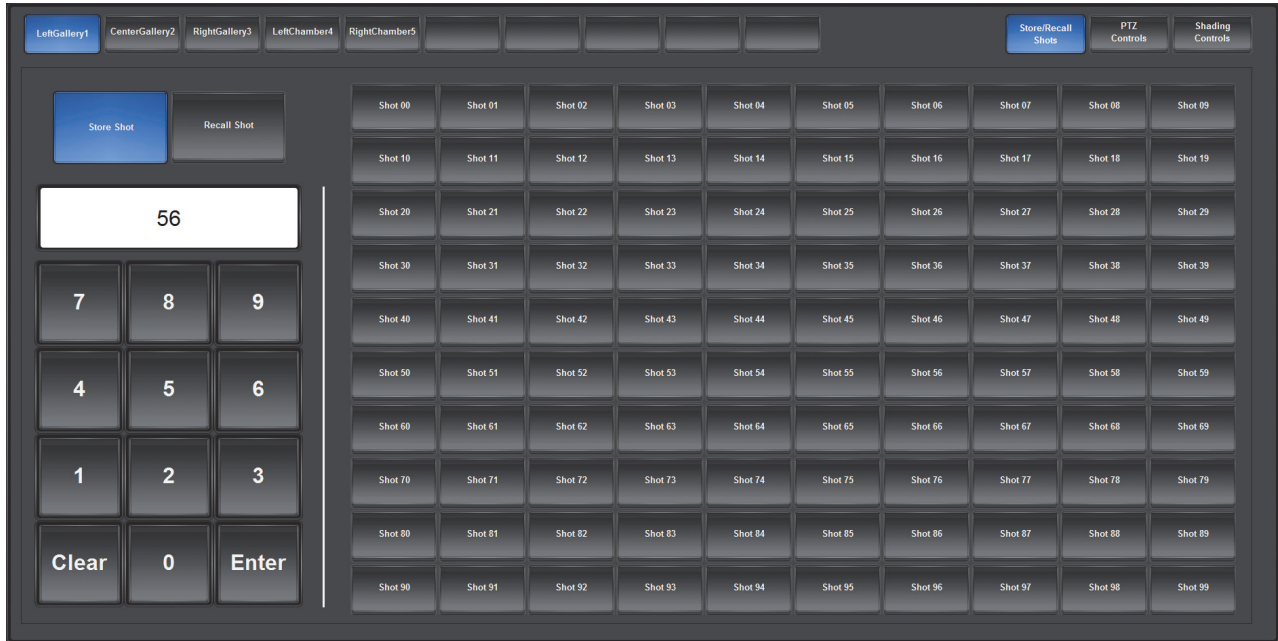 LeftGallery1 CenterGallery2 RightGallery3 LeftChamber4 RightChamber5
Store/Recall
Shots
PTZ
Controls
Shading
Controls
Store Shot Recall Shot
56
7 8 9
4 5 6
1 2 3
Clear 0 Enter
Shot 00 Shot 01 Shot 02 Shot 03 Shot 04 Shot 05 Shot 06 Shot 07 Shot 08 Shot 09
Shot 10 Shot 11 Shot 12 Shot 13 Shot 14 Shot 15 Shot 16 Shot 17 Shot 18 Shot 19
Shot 20 Shot 21 Shot 22 Shot 23 Shot 24 Shot 25 Shot 26 Shot 27 Shot 28 Shot 29
Shot 30 Shot 31 Shot 32 Shot 33 Shot 34 Shot 35 Shot 36 Shot 37 Shot 38 Shot 39
Shot 40 Shot 41 Shot 42 Shot 43 Shot 44 Shot 45 Shot 46 Shot 47 Shot 48 Shot 49
Shot 50 Shot 51 Shot 52 Shot 53 Shot 54 Shot 55 Shot 56 Shot 57 Shot 58 Shot 59
Shot 60 Shot 61 Shot 62 Shot 63 Shot 64 Shot 65 Shot 66 Shot 67 Shot 68 Shot 69
Shot 70 Shot 71 Shot 72 Shot 73 Shot 74 Shot 75 Shot 76 Shot 77 Shot 78 Shot 79
Shot 80 Shot 81 Shot 82 Shot 83 Shot 84 Shot 85 Shot 86 Shot 87 Shot 88 Shot 89
Shot 90 Shot 91 Shot 92 Shot 93 Shot 94 Shot 95 Shot 96 Shot 97 Shot 98 Shot 99